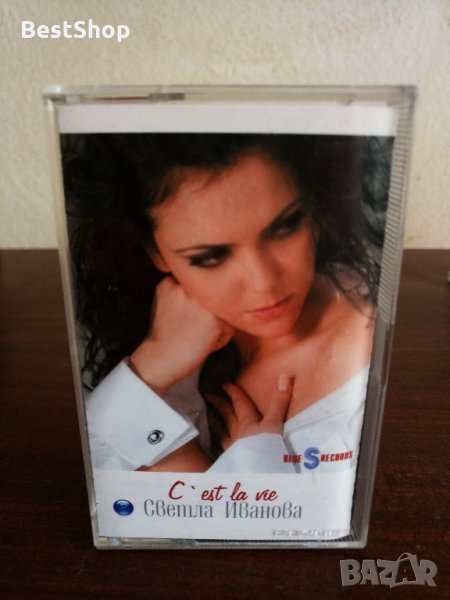 BestShop
BLUE S RECORDS
C`est la vie
Светла Иванова
BAZAR